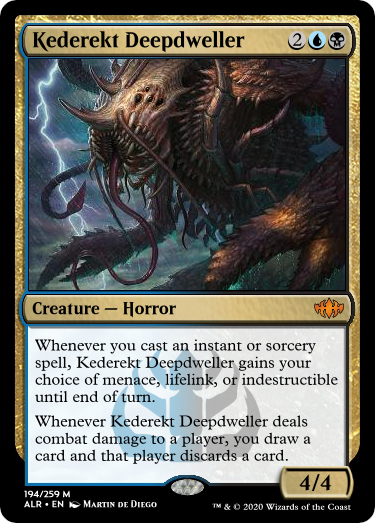 Kederekt Deepdweller 2
Creature — Horror
Whenever you cast an instant or sorcery
spell, Kederekt Deepdweller gains your
choice of menace, lifelink, or indestructible
until end of turn.
Whenever Kederekt Deepdweller deals
combat damage to a player, you draw a
card and that player discards a card.
4/4
194/259 M
ALR • EN MARTIN DE DIEGO ™ & © 2020 Wizards of the Coast